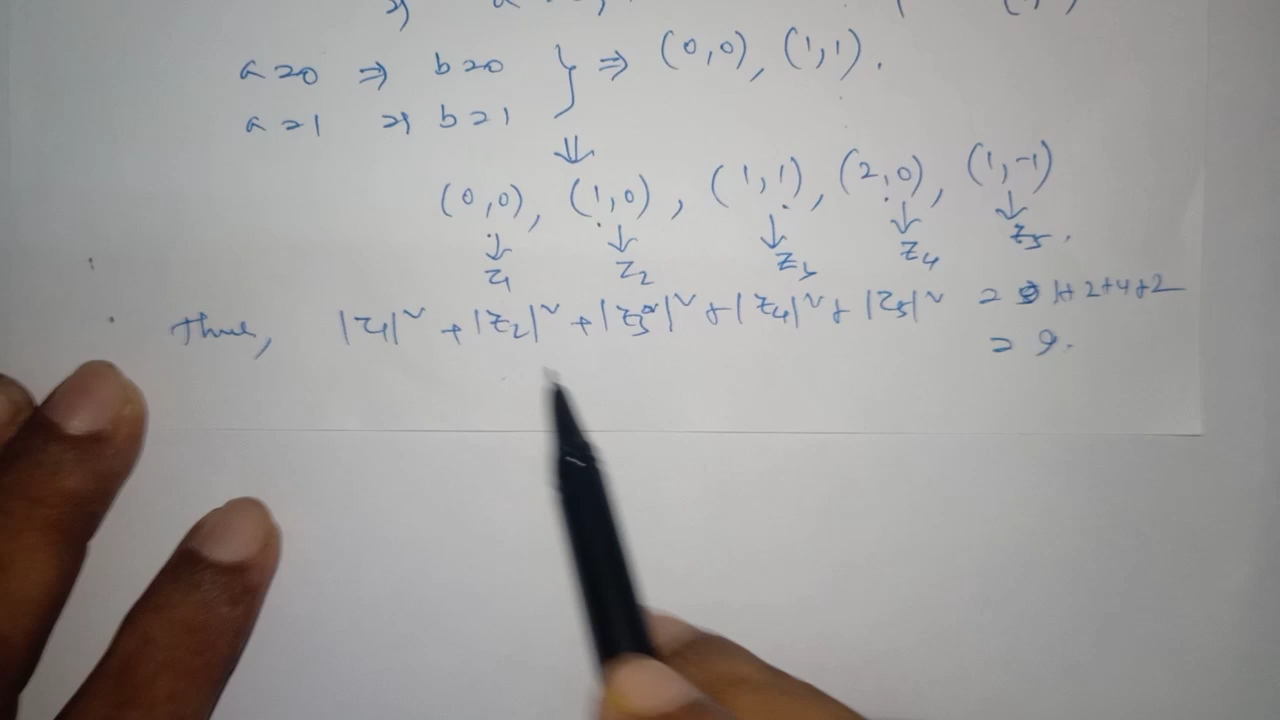 a = 0 ⇒ b = 0 } ⇒ (0,0), (1,1).
a = 1 ⇒ b = 1
⇓
(0,0), (1,0), (1,1), (2,0), (1,-1)
↓ ↓ ↓ ↓ ↓
z1 z2 z3 z4 z5.
Thus, |z1|² + |z2|² + |z3|² + |z4|² + |z5|² = 1+2+4+2
= 9.